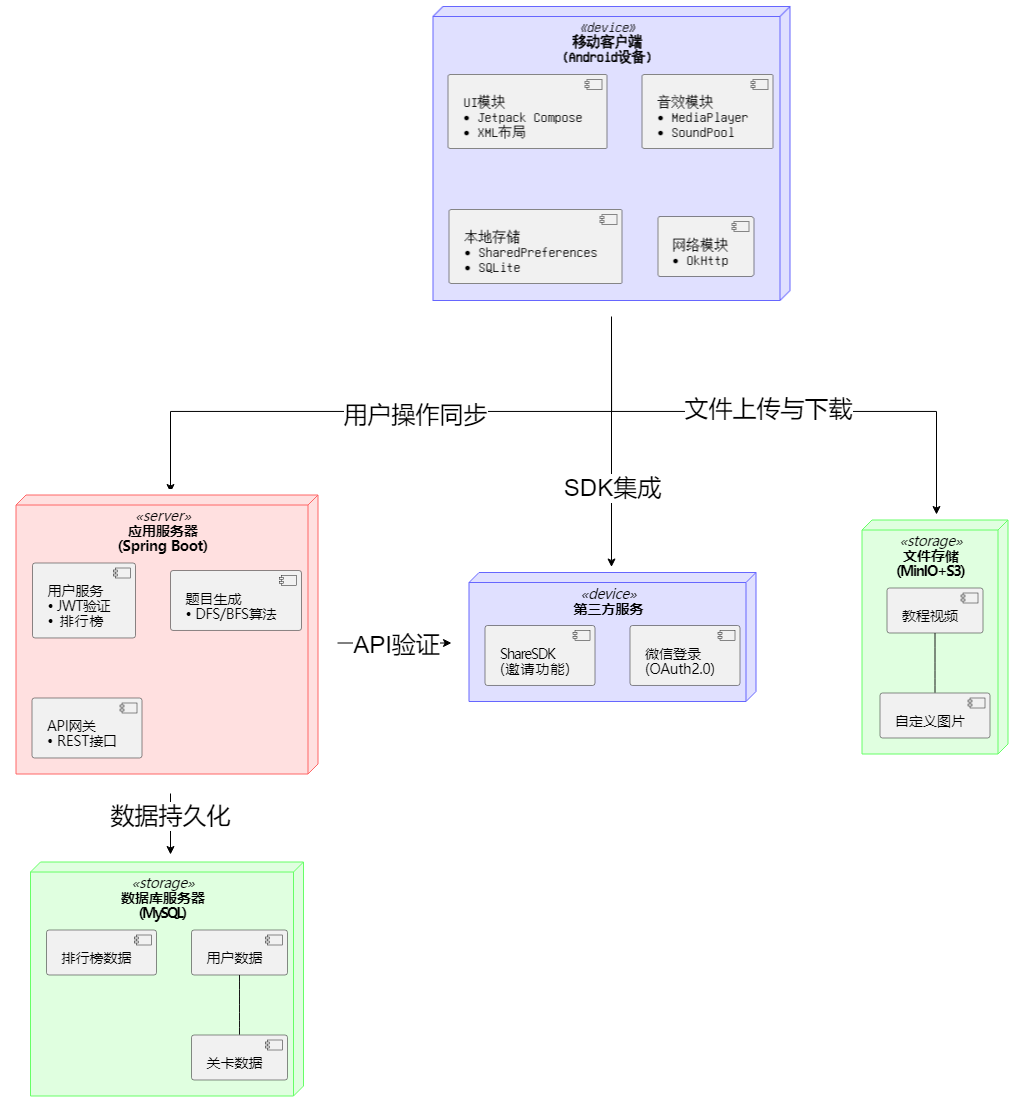 «device»
移动客户端
(Android设备)
UI模块
• Jetpack Compose
• XML布局
音效模块
• MediaPlayer
• SoundPool
本地存储
• SharedPreferences
• SQLite
网络模块
• OkHttp
用户操作同步
文件上传与下载
SDK集成
«server»
应用服务器
(Spring Boot)
用户服务
• JWT验证
• 排行榜
题目生成
• DFS/BFS算法
API网关
• REST接口
API验证
«device»
第三方服务
ShareSDK
(邀请功能)
微信登录
(OAuth2.0)
«storage»
文件存储
(MinIO+S3)
教程视频
自定义图片
数据持久化
«storage»
数据库服务器
(MySQL)
排行榜数据
用户数据
关卡数据